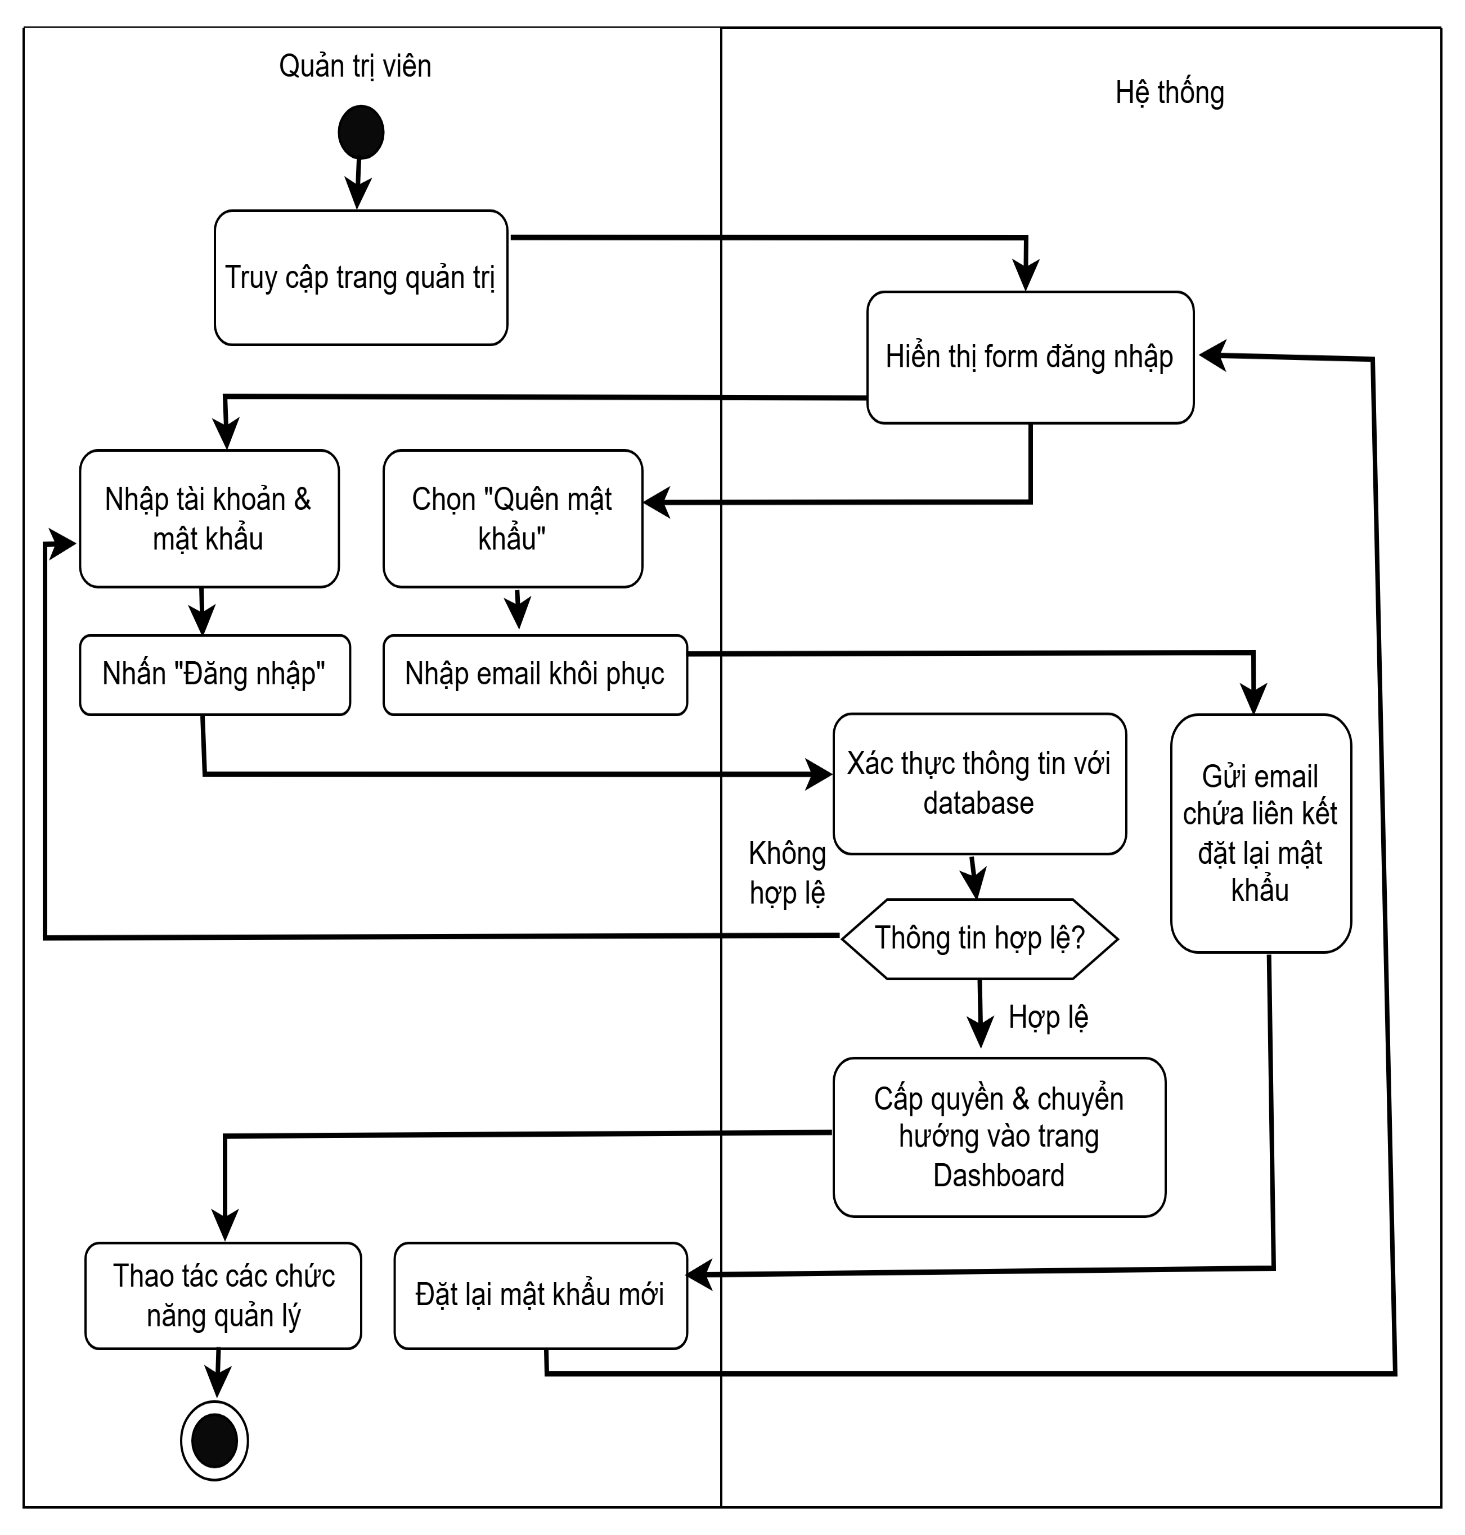 Quản trị viên
Hệ thống
Truy cập trang quản trị
Hiển thị form đăng nhập
Nhập tài khoản &
mật khẩu
Chọn "Quên mật
khẩu"
Nhấn "Đăng nhập"
Nhập email khôi phục
Xác thực thông tin với
database
Gửi email
chứa liên kết
đặt lại mật
khẩu
Không
hợp lệ
Thông tin hợp lệ?
Hợp lệ
Cấp quyền & chuyển
hướng vào trang
Dashboard
Thao tác các chức
năng quản lý
Đặt lại mật khẩu mới